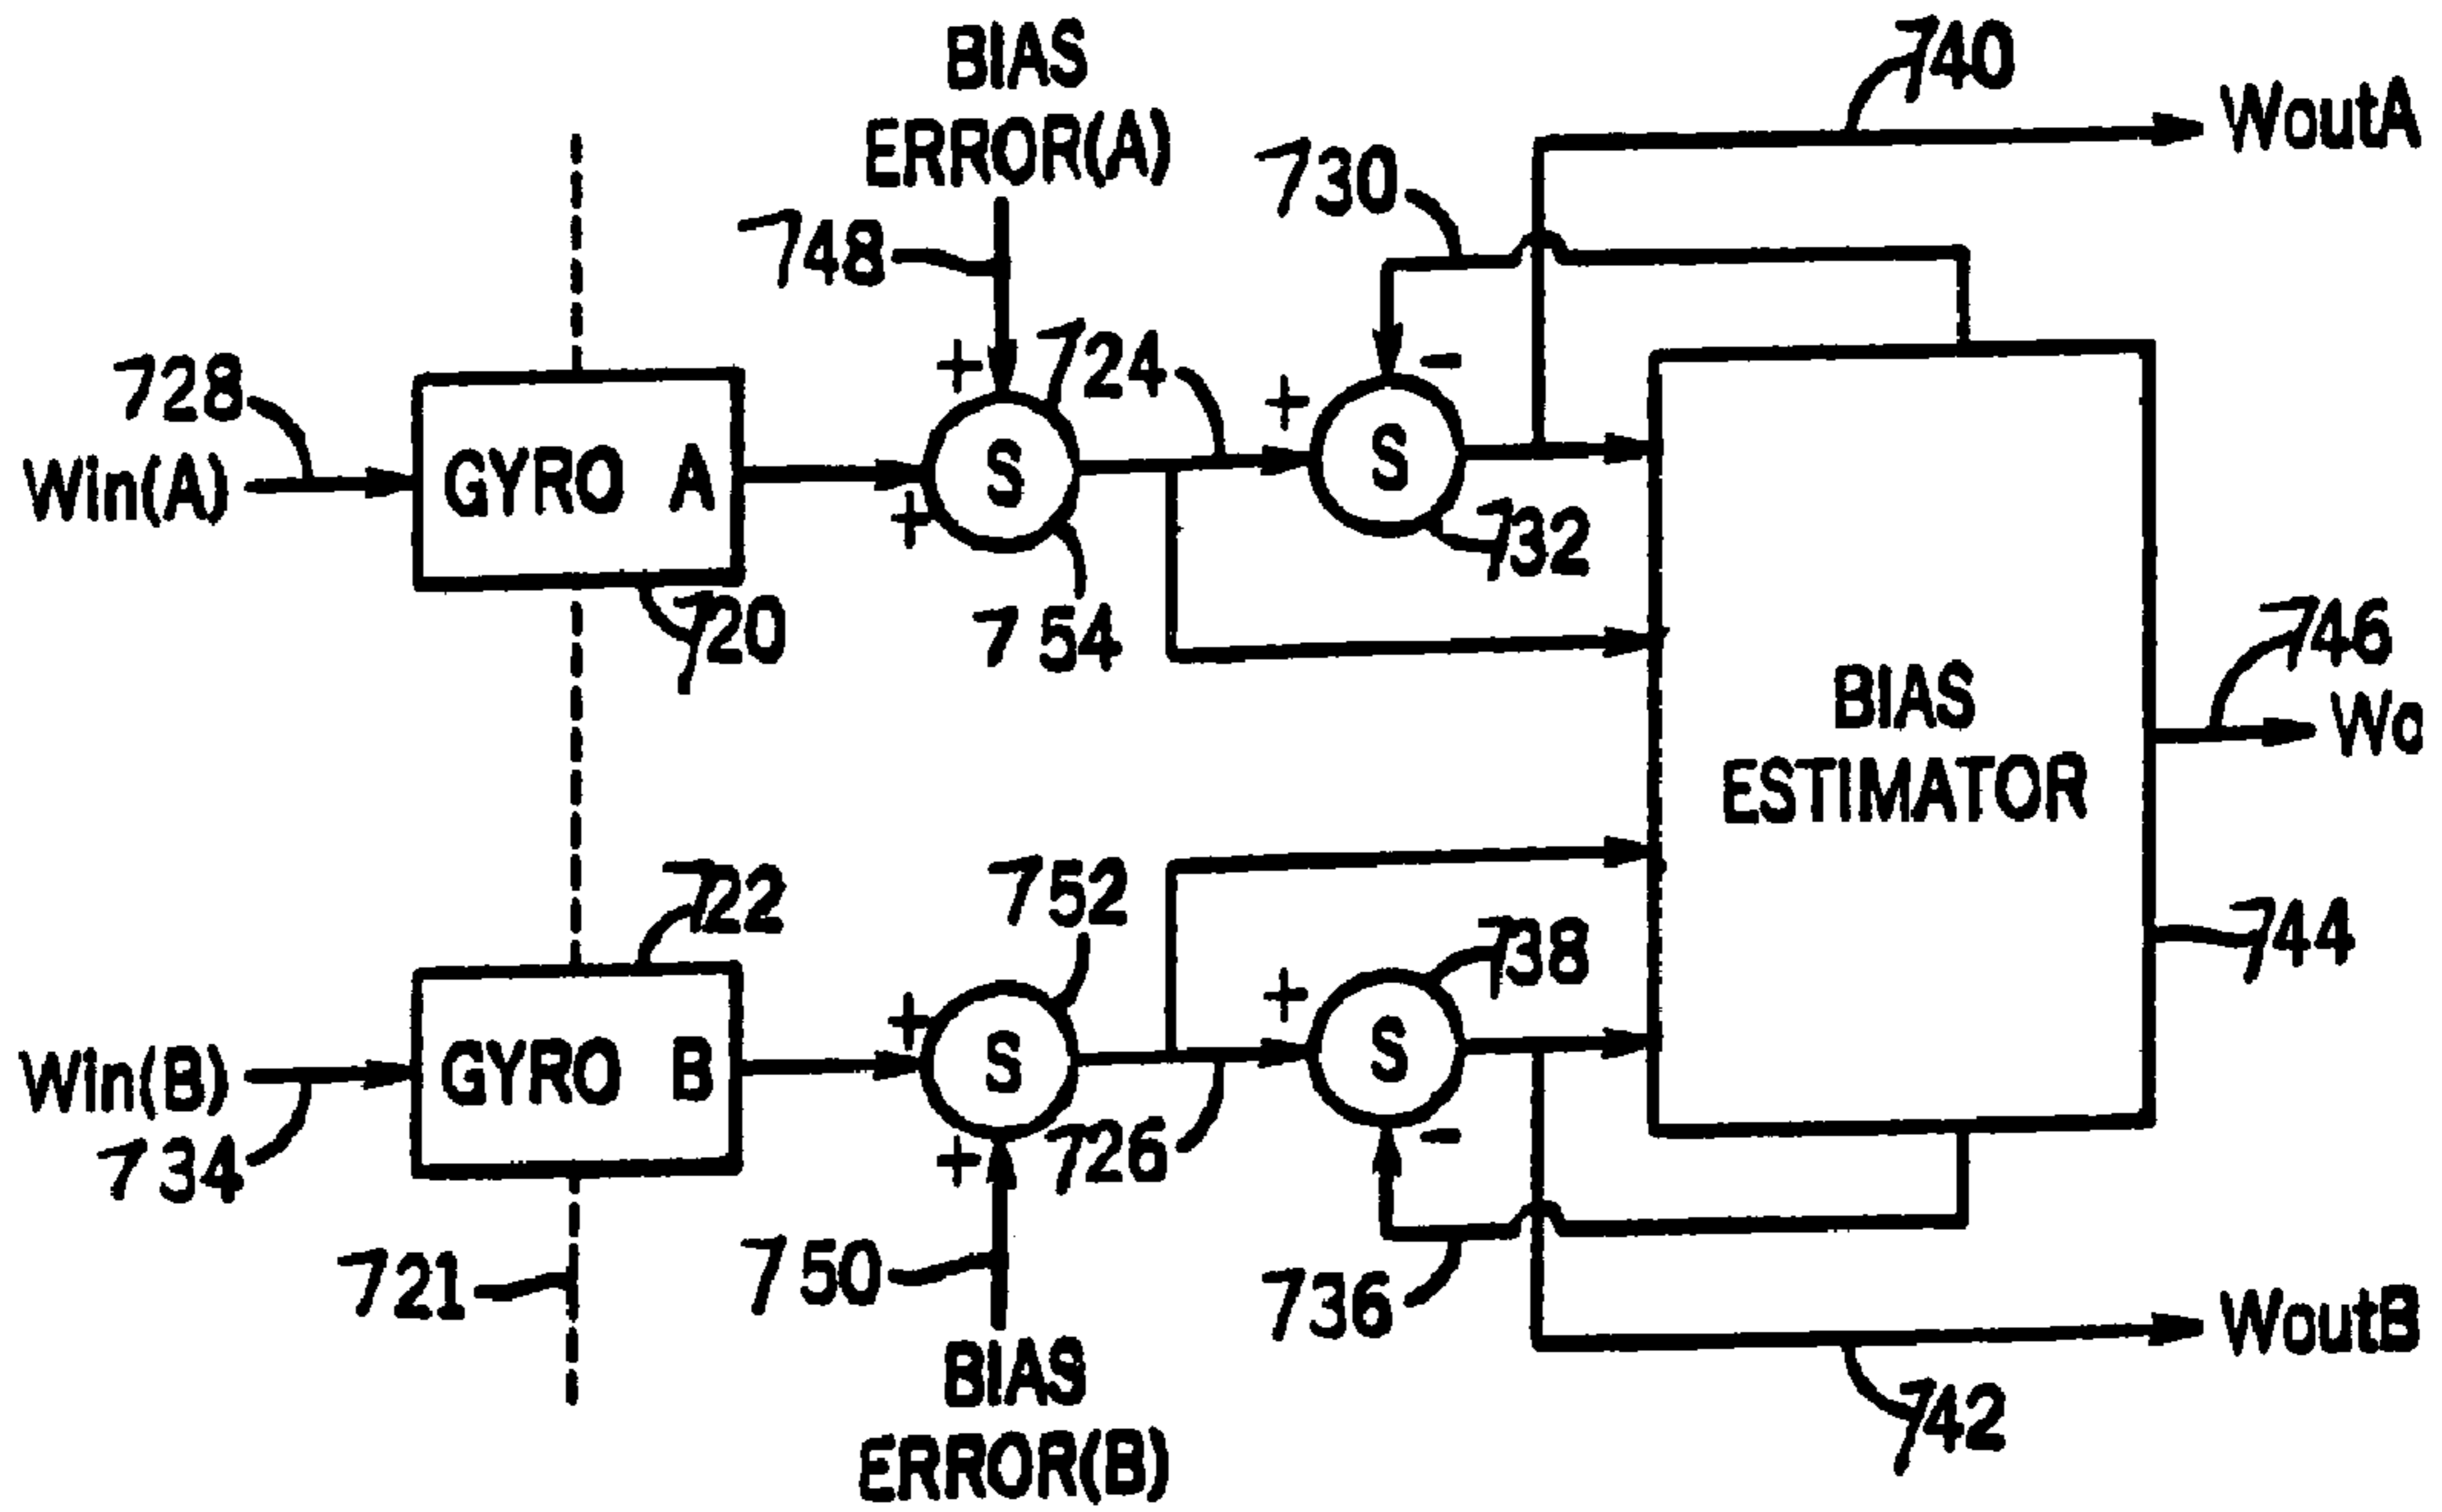 BIAS
ERROR(A)
740
WoutA
730
748
724
728
Win(A)
GYRO A
S
S
732
720
754
746
Wo
BIAS
ESTIMATOR
722
752
738
744
Win(B)
GYRO B
S
S
734
726
721
750
736
WoutB
BIAS
ERROR(B)
742